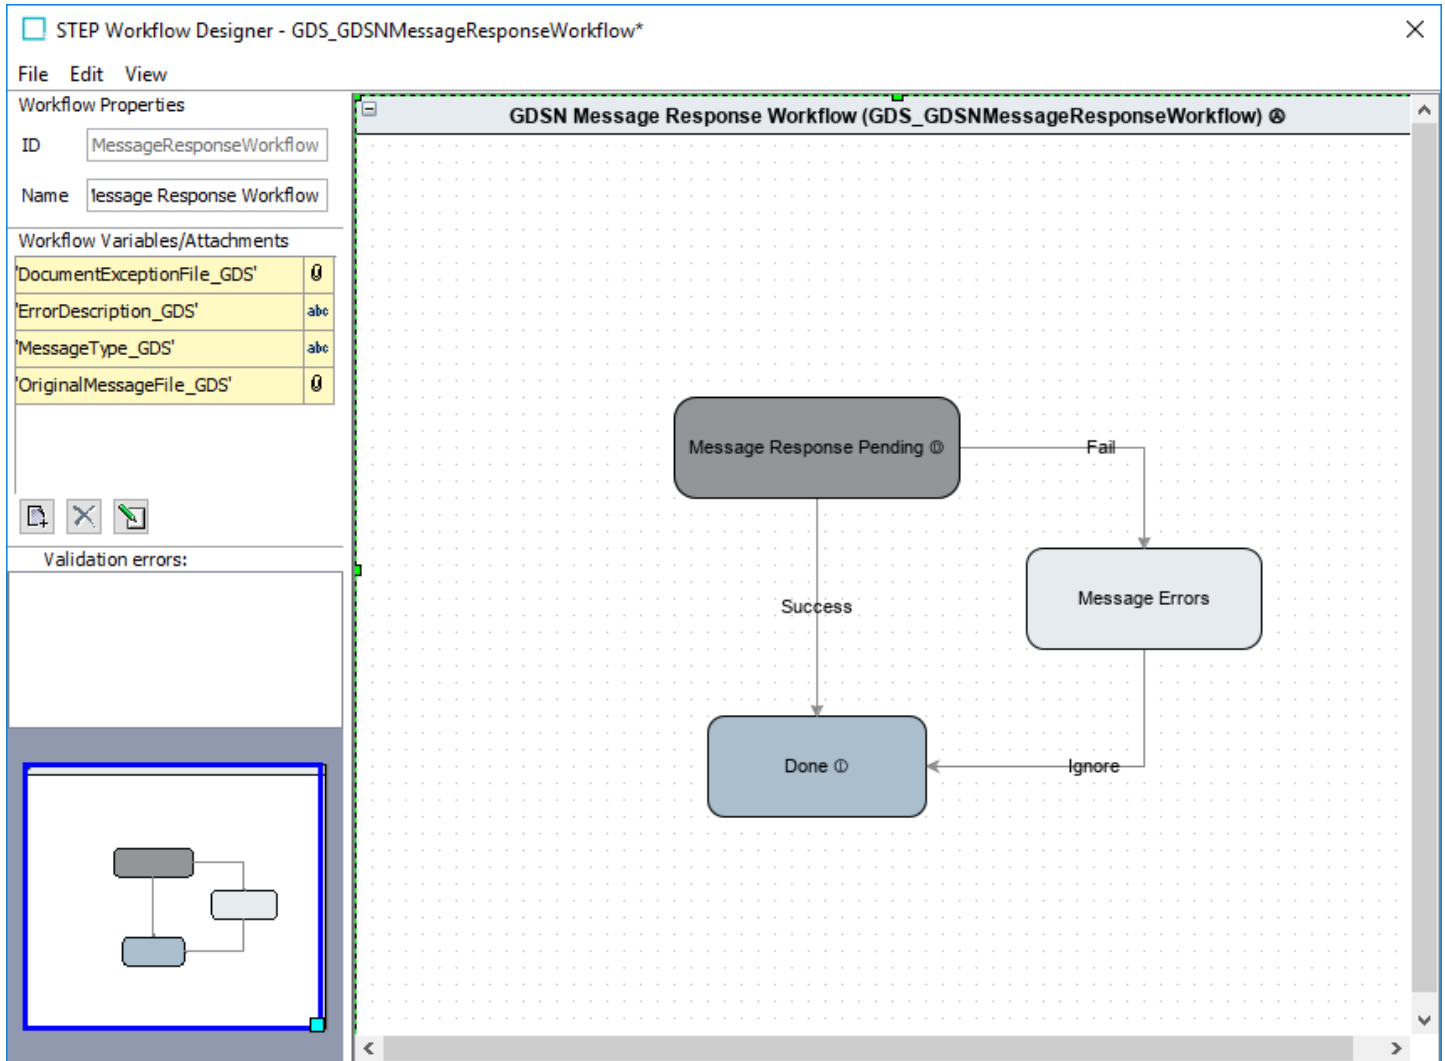 STEP Workflow Designer - GDS_GDSNMessageResponseWorkflow*
File Edit View
Workflow Properties
ID MessageResponseWorkflow
Name Message Response Workflow
Workflow Variables/Attachments
'DocumentExceptionFile_GDS'
'ErrorDescription_GDS' abc
'MessageType_GDS' abc
'OriginalMessageFile_GDS'
Validation errors:
GDSN Message Response Workflow (GDS_GDSNMessageResponseWorkflow) Ⓐ
Message Response Pending Ⓘ
Fail
Message Errors
Success
Done Ⓘ
Ignore